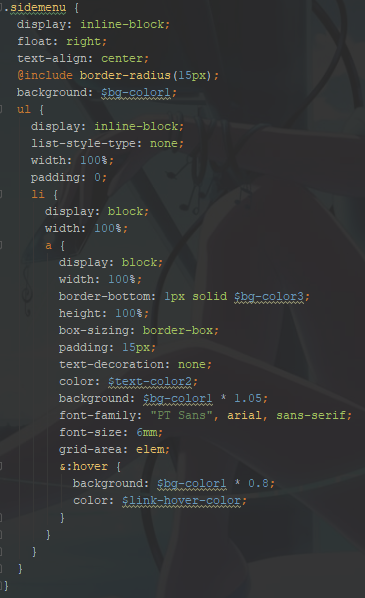 .sidemenu {
display: inline-block;
float: right;
text-align: center;
@include border-radius(15px);
background: $bg-color1;
ul {
display: inline-block;
list-style-type: none;
width: 100%;
padding: 0;
li {
display: block;
width: 100%;
a {
display: block;
width: 100%;
border-bottom: 1px solid $bg-color3;
height: 100%;
box-sizing: border-box;
padding: 15px;
text-decoration: none;
color: $text-color2;
background: $bg-color1 * 1.05;
font-family: "PT Sans", arial, sans-serif;
font-size: 6mm;
grid-area: elem;
&:hover {
background: $bg-color1 * 0.8;
color: $link-hover-color;
}
}
}
}
}